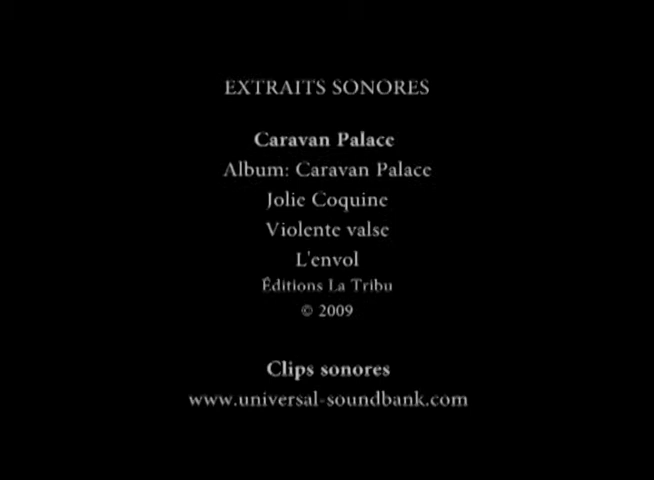 EXTRAITS SONORES
Caravan Palace
Album: Caravan Palace
Jolie Coquine
Violente valse
L'envol
Éditions La Tribu
© 2009
Clips sonores
www.universal-soundbank.com